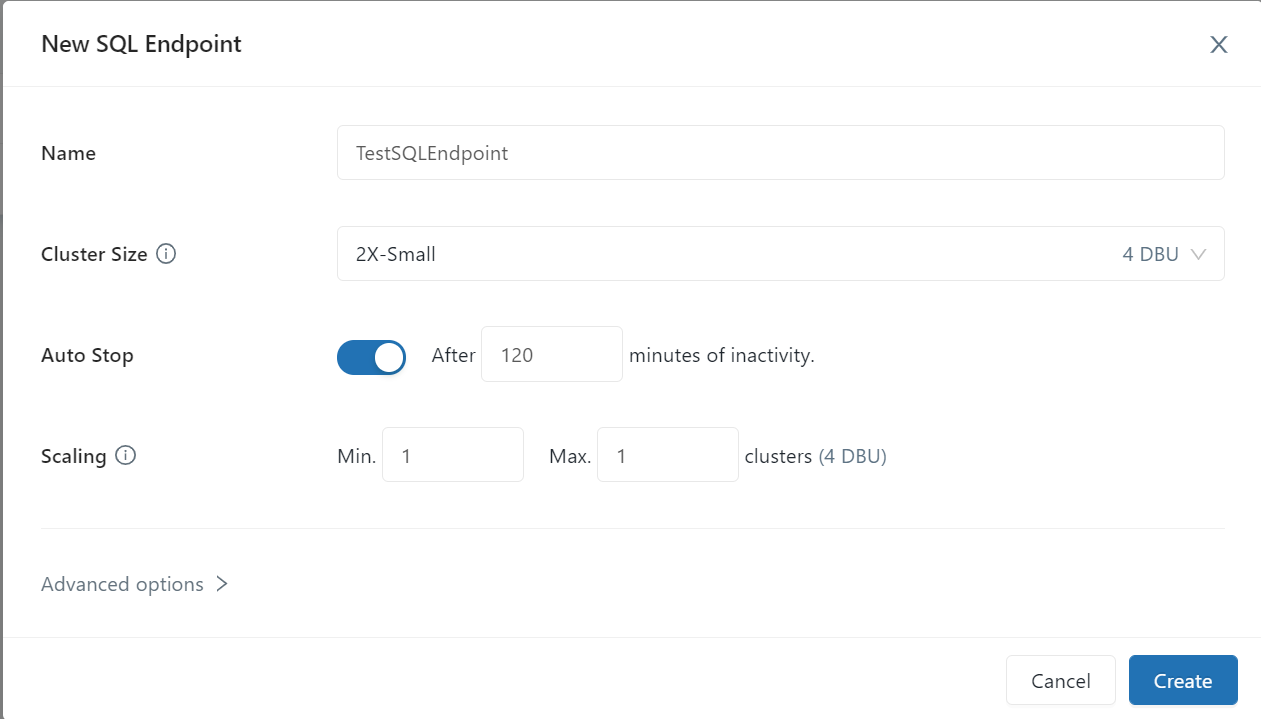 New SQL Endpoint
Name TestSQLEndpoint
Cluster Size 2X-Small 4 DBU
Auto Stop After 120 minutes of inactivity.
Scaling Min. 1 Max. 1 clusters (4 DBU)
Advanced options
Cancel Create